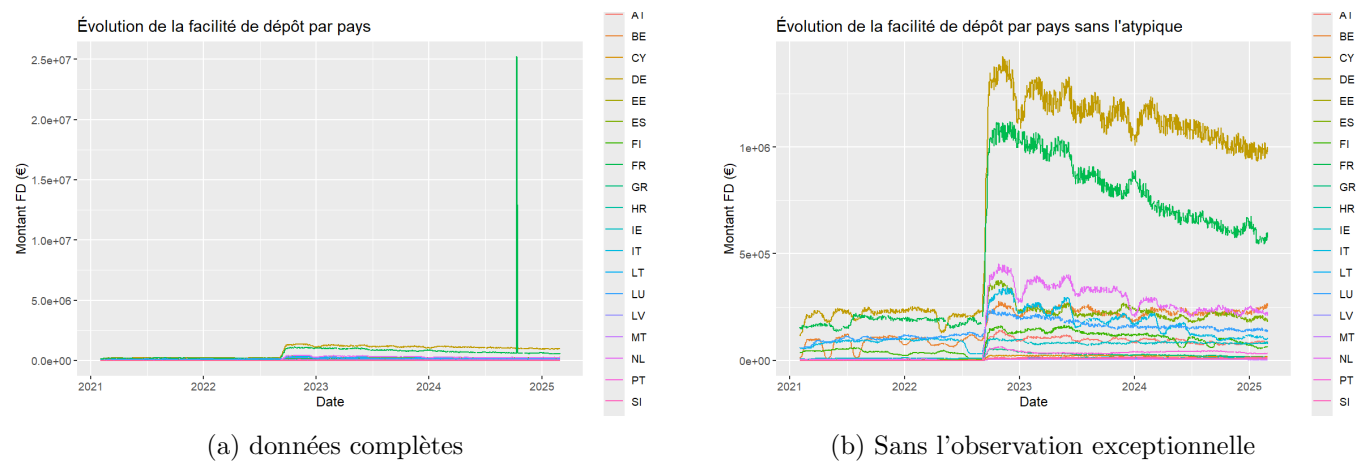 Évolution de la facilité de dépôt par pays
Montant FD (€)
2.5e+07
2.0e+07
1.5e+07
1.0e+07
5.0e+06
0.0e+00
2021
2022
2023
2024
2025
Date
AT
BE
CY
DE
EE
ES
FI
FR
GR
HR
IE
IT
LT
LU
LV
MT
NL
PT
SI
(a) données complètes
Évolution de la facilité de dépôt par pays sans l'atypique
Montant FD (€)
1e+06
5e+05
0e+00
2021
2022
2023
2024
2025
Date
AT
BE
CY
DE
EE
ES
FI
FR
GR
HR
IE
IT
LT
LU
LV
MT
NL
PT
SI
(b) Sans l'observation exceptionnelle